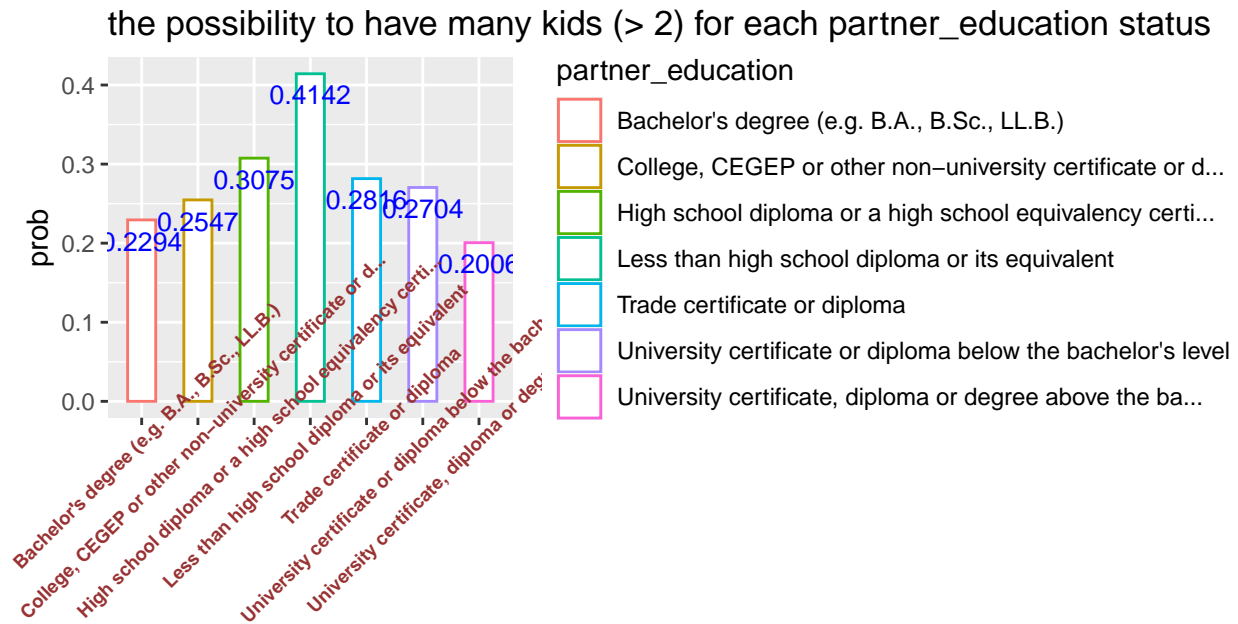 the possibility to have many kids (> 2) for each partner_education status
prob
0.4
0.3
0.2
0.1
0.0
0.2294
0.2547
0.3075
0.4142
0.2816
0.2704
0.2006
Bachelor's degree (e.g. B.A., B.Sc., LL.B.)
College, CEGEP or other non−university certificate or d...
High school diploma or a high school equivalency certi...
Less than high school diploma or its equivalent
Trade certificate or diploma
University certificate or diploma below the bach
University certificate, diploma or deg
partner_education
Bachelor's degree (e.g. B.A., B.Sc., LL.B.)
College, CEGEP or other non−university certificate or d...
High school diploma or a high school equivalency certi...
Less than high school diploma or its equivalent
Trade certificate or diploma
University certificate or diploma below the bachelor's level
University certificate, diploma or degree above the ba...